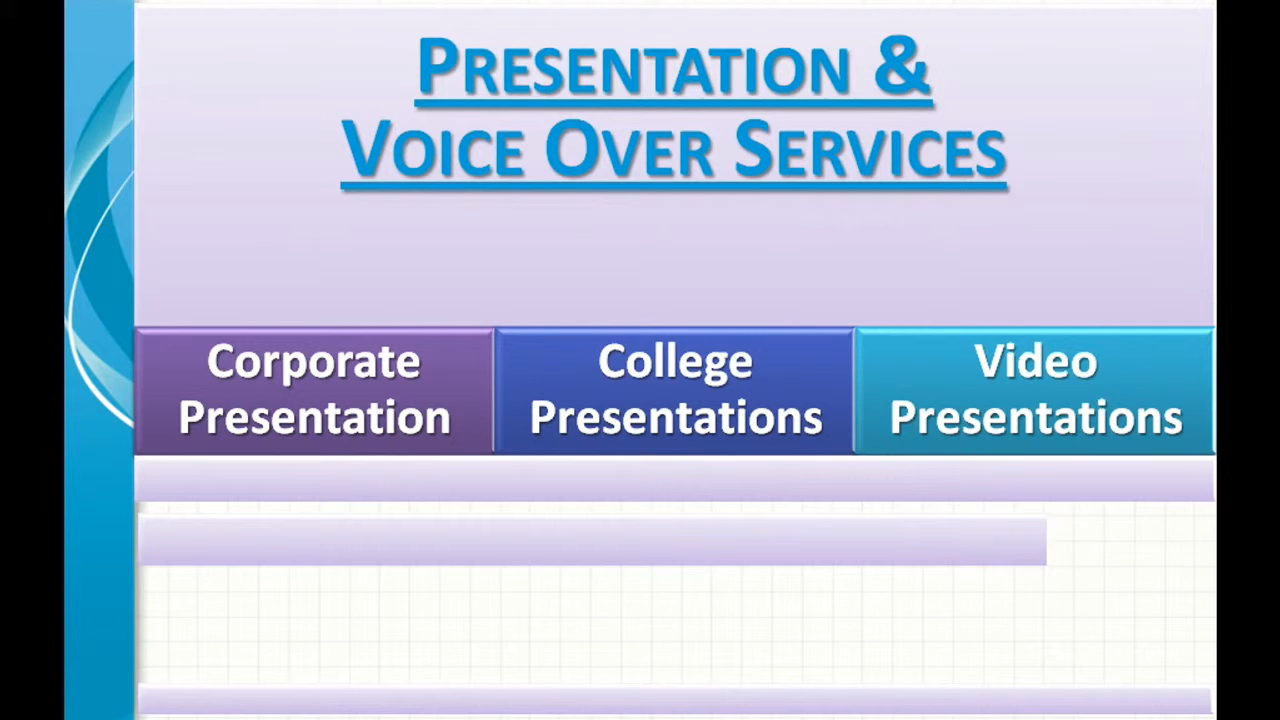 PRESENTATION &
VOICE OVER SERVICES
Corporate College Video
Presentation Presentations Presentations